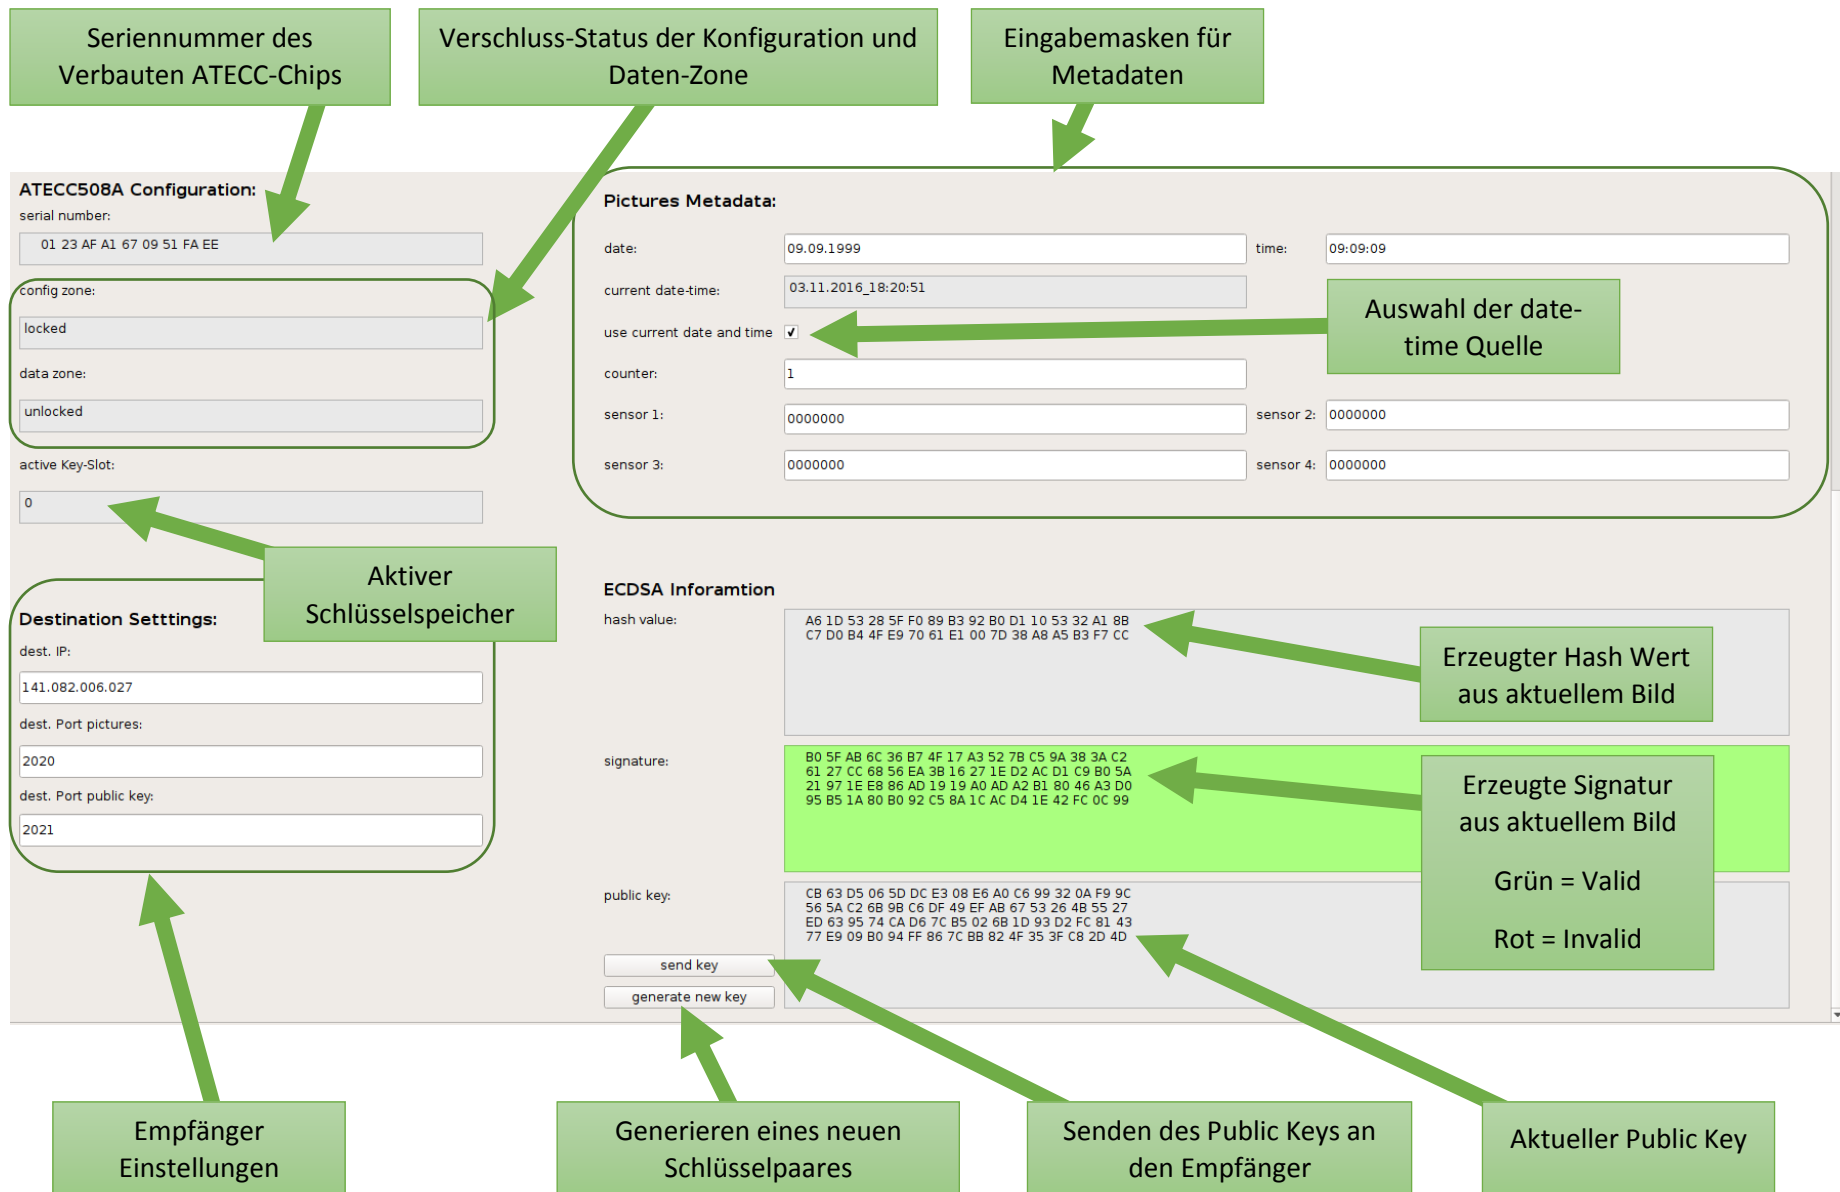 Seriennummer des
Verbauten ATECC-Chips
Verschluss-Status der Konfiguration und
Daten-Zone
Eingabemasken für
Metadaten
ATECC508A Configuration:
serial number:
01 23 AF A1 67 09 51 FA EE
config zone:
locked
data zone:
unlocked
active Key-Slot:
0
Aktiver
Schlüsselspeicher
Pictures Metadata:
date:
09.09.1999
time:
09:09:09
current date-time:
03.11.2016_18:20:51
use current date and time
Auswahl der date-
time Quelle
counter:
1
sensor 1:
0000000
sensor 2:
0000000
sensor 3:
0000000
sensor 4:
0000000
Destination Setttings:
dest. IP:
141.082.006.027
dest. Port pictures:
2020
dest. Port public key:
2021
ECDSA Inforamtion
hash value:
A6 1D 53 28 5F F0 89 B3 92 B0 D1 10 53 32 A1 8B
C7 D0 B4 4F E9 70 61 E1 00 7D 38 A8 A5 B3 F7 CC
Erzeugter Hash Wert
aus aktuellem Bild
signature:
B0 5F AB 6C 36 B7 4F 17 A3 52 7B C5 9A 38 3A C2
61 27 CC 68 56 EA 3B 16 27 1E D2 AC D1 C9 B0 5A
21 97 1E E8 86 AD 19 19 A0 AD A2 B1 80 46 A3 D0
95 B5 1A 80 B0 92 C5 8A 1C AC D4 1E 42 FC 0C 99
Erzeugte Signatur
aus aktuellem Bild
Grün = Valid
Rot = Invalid
public key:
CB 63 D5 06 5D DC E3 08 E6 A0 C6 99 32 0A F9 9C
56 5A C2 6B 9B C6 DF 49 EF AB 67 53 26 4B 55 27
ED 63 95 74 CA D6 7C B5 02 6B 1D 93 D2 FC 81 43
77 E9 09 B0 94 FF 86 7C BB 82 4F 35 3F C8 2D 4D
send key
generate new key
Empfänger
Einstellungen
Generieren eines neuen
Schlüsselpaares
Senden des Public Keys an
den Empfänger
Aktueller Public Key